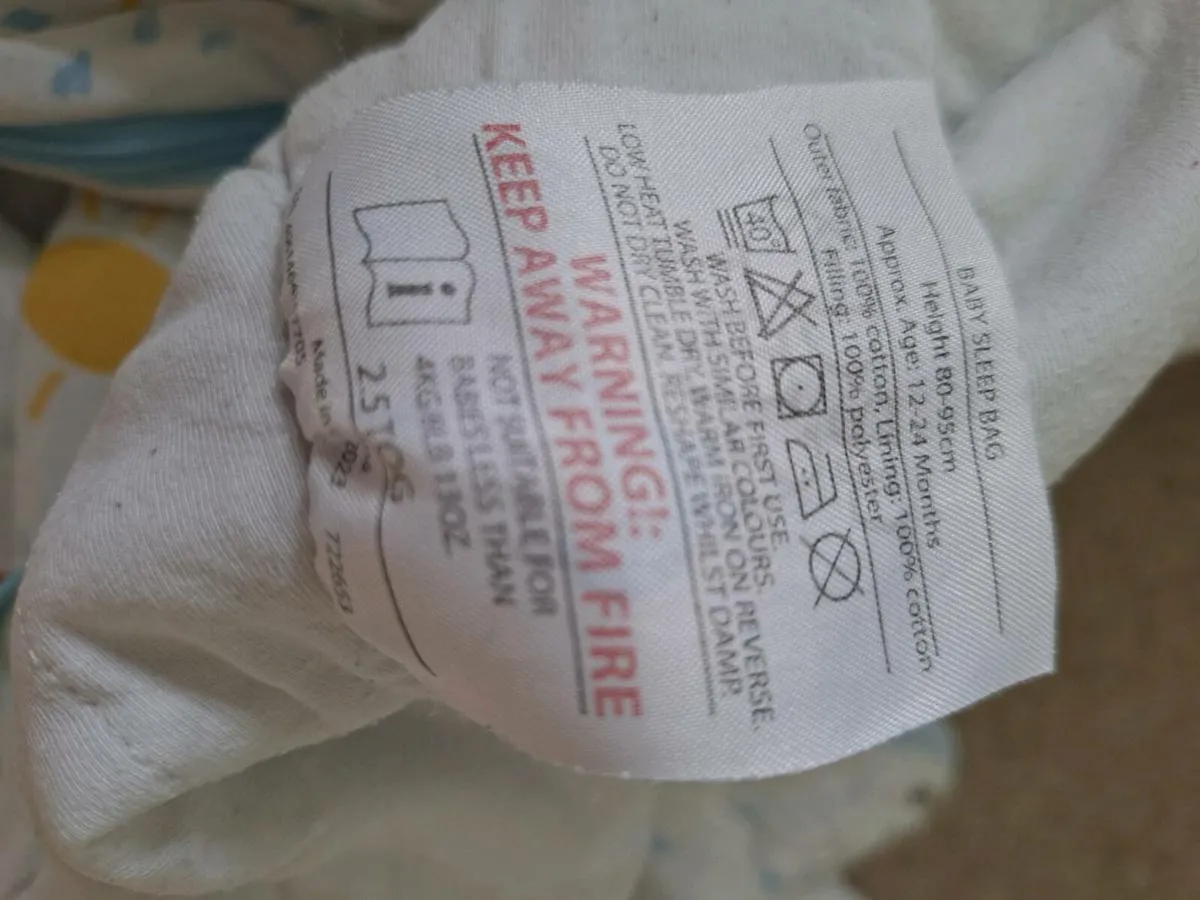 BABY SLEEP BAG
Height 80-95cm
Approx. Age: 12-24 Months
Outer fabric: 100% cotton, Lining: 100% cotton
Filling: 100% polyester
40°
WASH BEFORE FIRST USE.
WASH WITH SIMILAR COLOURS.
LOW HEAT TUMBLE DRY, WARM IRON ON REVERSE.
DO NOT DRY CLEAN. RESHAPE WHILST DAMP.
WARNING!:
KEEP AWAY FROM FIRE
i
NOT SUITABLE FOR
BABIES LESS THAN
4KG/8LB 13OZ
2.5 TOG
Made in
2023
722653